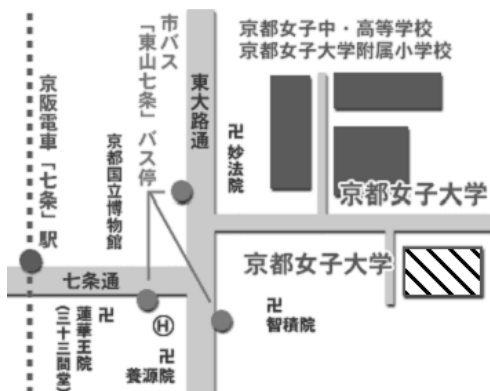 京都女子中・高等学校
京都女子大学附属小学校
市バス
「東山七条」バス停
東大路通
京阪電車「七条」駅
京都国立博物館
卍妙法院
京都女子大学
京都女子大学
七条通
卍
蓮華王院
(三十三間堂)
H
卍
養源院
卍
智積院